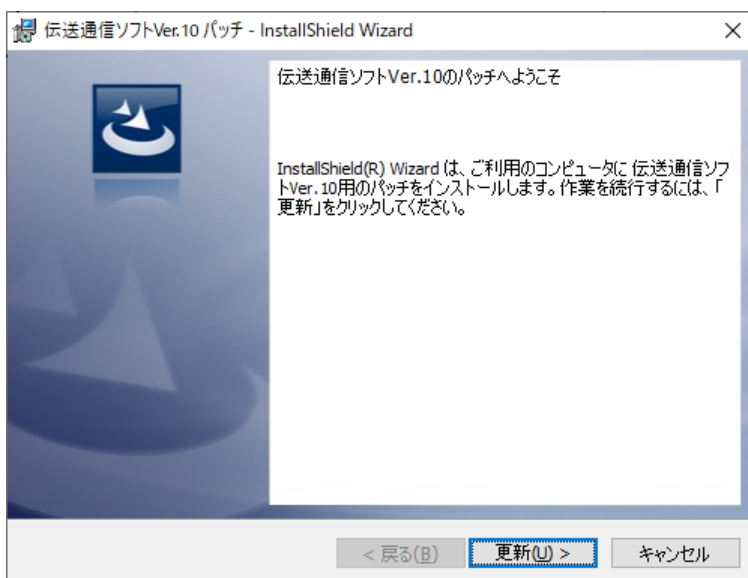 伝送通信ソフトVer.10 パッチ - InstallShield Wizard
伝送通信ソフトVer.10のパッチへようこそ
InstallShield(R) Wizard は、ご利用のコンピュータに 伝送通信ソフ
トVer.10用のパッチをインストールします。作業を続行するには、「
更新」をクリックしてください。
< 戻る(B)
更新(U) >
キャンセル